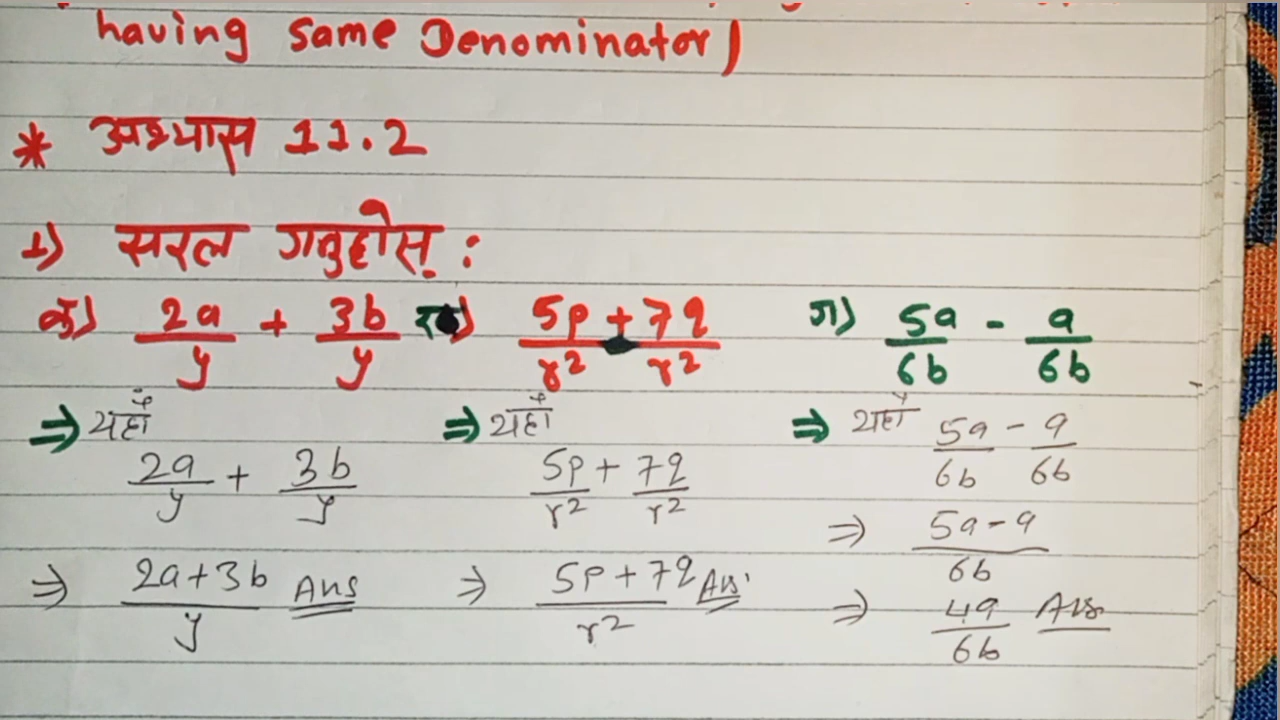 having same Denominator)
* अभ्यास 11.2
1) सरल गर्नुहोस् :
क) 2a/y + 3b/y ख) 5p/r² + 7q/r² ग) 5a/6b - a/6b
⇒ यहाँ ⇒ यहाँ ⇒ यहाँ 5a/6b - a/6b
2a/y + 3b/y 5p/r² + 7q/r² ⇒ 5a-a/6b
⇒ 2a+3b/y Ans ⇒ 5p+7q/r² Ans. ⇒ 4a/6b Ans.